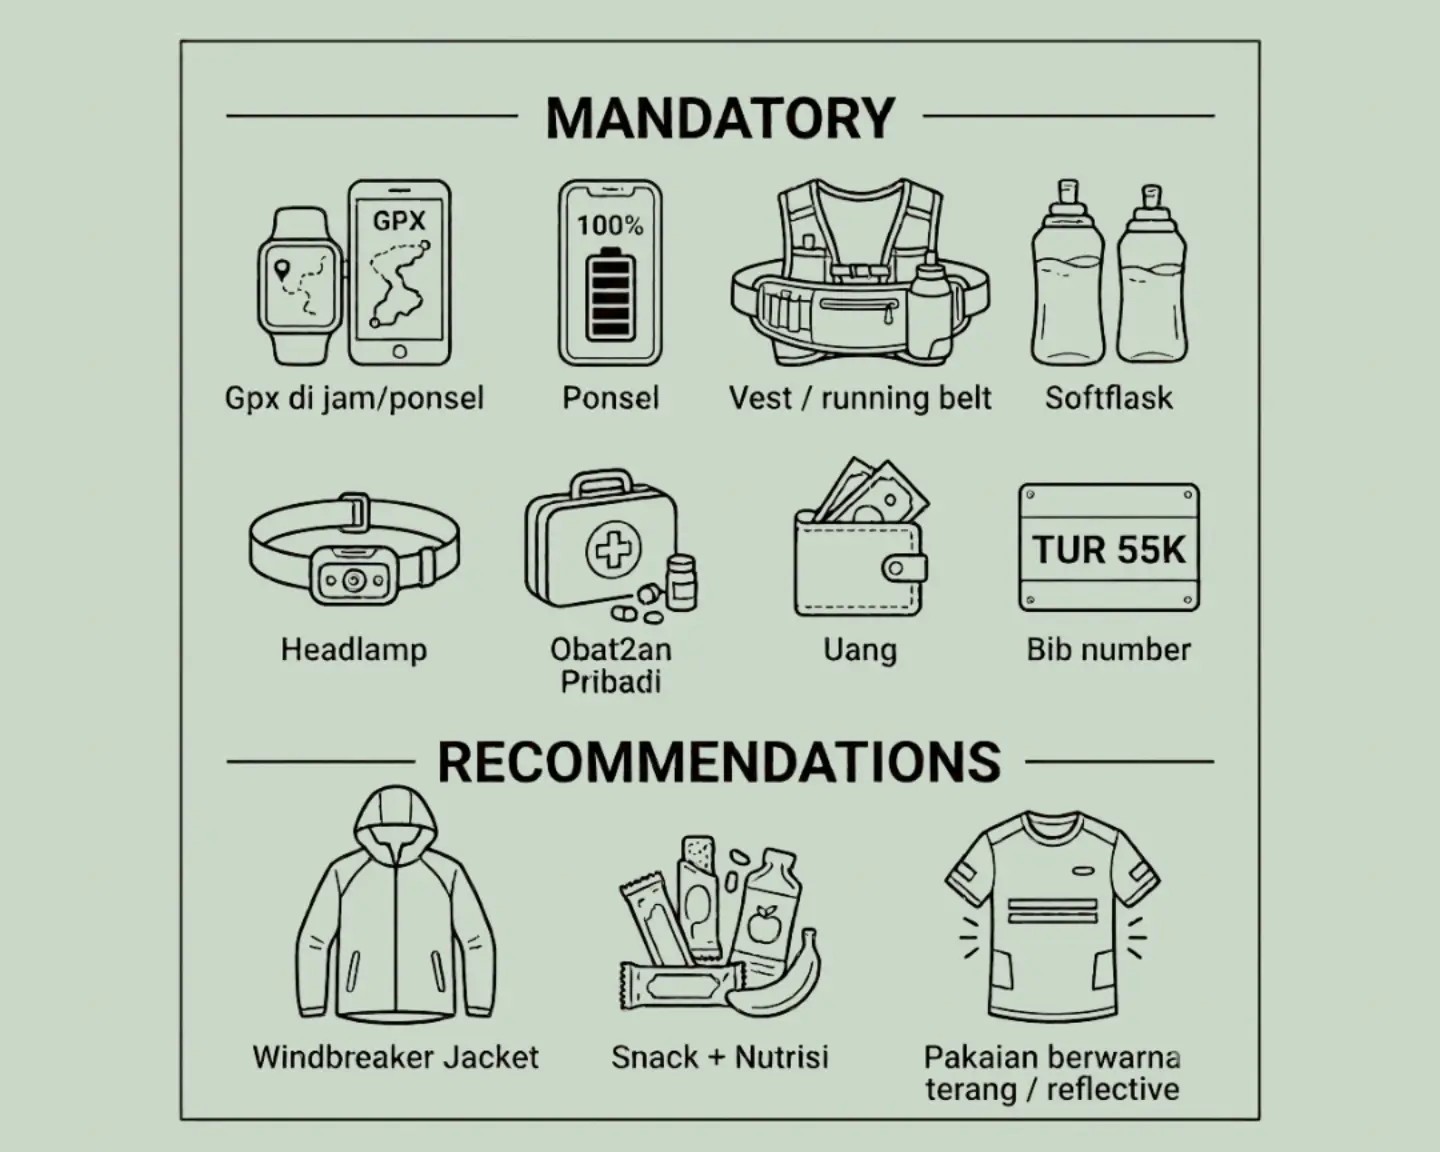 MANDATORY
GPX
100%
Gpx di jam/ponsel
Ponsel
Vest / running belt
Softflask
TUR 55K
Headlamp
Obat2an
Pribadi
Uang
Bib number
RECOMMENDATIONS
Windbreaker Jacket
Snack + Nutrisi
Pakaian berwarna
terang / reflective